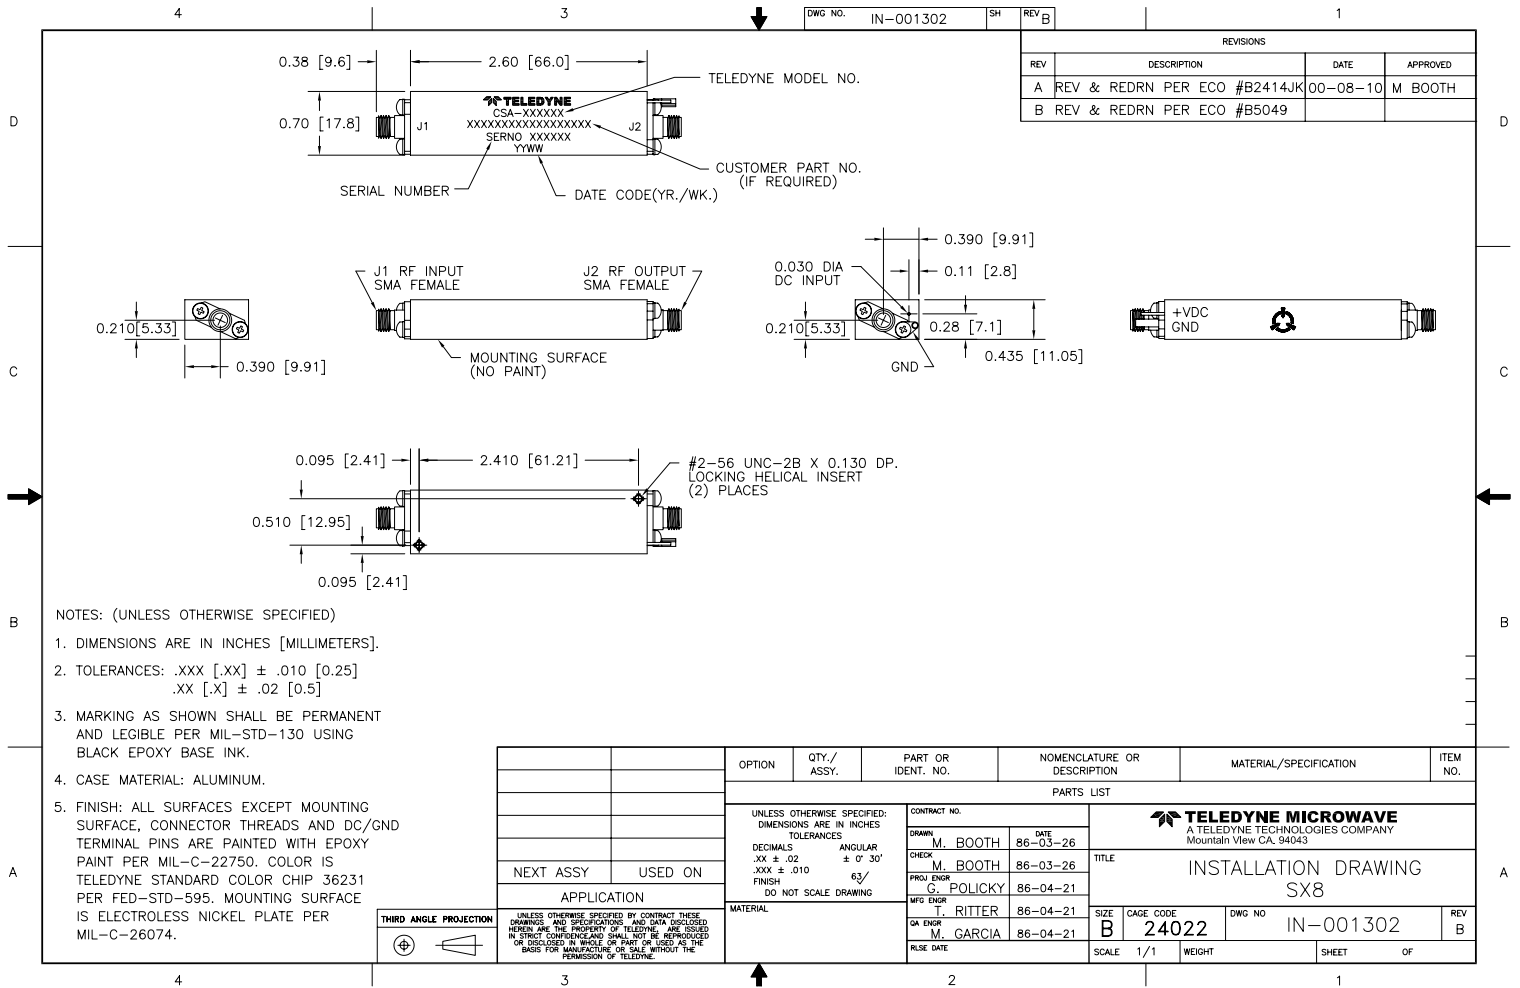 4
3
DWG NO. IN-001302 SH REV B
1
REVISIONS
REV DESCRIPTION DATE APPROVED
A REV & REDRN PER ECO #B2414JK 00-08-10 M BOOTH
B REV & REDRN PER ECO #B5049
D
D
0.38 [9.6]
2.60 [66.0]
TELEDYNE MODEL NO.
0.70 [17.8]
J1
TELEDYNE
CSA-XXXXXX
XXXXXXXXXXXXXXXXXX
SERNO XXXXXX
YYWW
J2
CUSTOMER PART NO.
(IF REQUIRED)
SERIAL NUMBER
DATE CODE(YR./WK.)
0.390 [9.91]
J1 RF INPUT
SMA FEMALE
J2 RF OUTPUT
SMA FEMALE
0.030 DIA
DC INPUT
0.11 [2.8]
0.210[5.33]
0.390 [9.91]
MOUNTING SURFACE
(NO PAINT)
0.210[5.33]
0.28 [7.1]
0.435 [11.05]
GND
+VDC
GND
C
C
0.095 [2.41]
2.410 [61.21]
#2-56 UNC-2B X 0.130 DP.
LOCKING HELICAL INSERT
(2) PLACES
0.510 [12.95]
0.095 [2.41]
B
B
NOTES: (UNLESS OTHERWISE SPECIFIED)
1. DIMENSIONS ARE IN INCHES [MILLIMETERS].
2. TOLERANCES: .XXX [.XX] ± .010 [0.25]
.XX [.X] ± .02 [0.5]
3. MARKING AS SHOWN SHALL BE PERMANENT
AND LEGIBLE PER MIL-STD-130 USING
BLACK EPOXY BASE INK.
4. CASE MATERIAL: ALUMINUM.
5. FINISH: ALL SURFACES EXCEPT MOUNTING
SURFACE, CONNECTOR THREADS AND DC/GND
TERMINAL PINS ARE PAINTED WITH EPOXY
PAINT PER MIL-C-22750. COLOR IS
TELEDYNE STANDARD COLOR CHIP 36231
PER FED-STD-595. MOUNTING SURFACE
IS ELECTROLESS NICKEL PLATE PER
MIL-C-26074.
A
A
THIRD ANGLE PROJECTION
NEXT ASSY USED ON
APPLICATION
UNLESS OTHERWISE SPECIFIED BY CONTRACT THESE
DRAWINGS AND SPECIFICATIONS AND DATA DISCLOSED
HEREIN ARE THE PROPERTY OF TELEDYNE, ARE ISSUED
IN STRICT CONFIDENCE,AND SHALL NOT BE REPRODUCED
OR DISCLOSED IN WHOLE OR PART OR USED AS THE
BASIS FOR MANUFACTURE OR SALE WITHOUT THE
PERMISSION OF TELEDYNE.
OPTION
QTY./
ASSY.
PART OR
IDENT. NO.
NOMENCLATURE OR
DESCRIPTION
MATERIAL/SPECIFICATION
ITEM
NO.
PARTS LIST
UNLESS OTHERWISE SPECIFIED:
DIMENSIONS ARE IN INCHES
TOLERANCES
DECIMALS ANGULAR
.XX ± .02 ± 0° 30'
.XXX ± .010
FINISH 63
DO NOT SCALE DRAWING
MATERIAL
CONTRACT NO.
DRAWN M. BOOTH DATE 86-03-26
CHECK M. BOOTH 86-03-26
PROJ ENGR G. POLICKY 86-04-21
MFG ENGR T. RITTER 86-04-21
QA ENGR M. GARCIA 86-04-21
RLSE DATE
TELEDYNE MICROWAVE
A TELEDYNE TECHNOLOGIES COMPANY
Mountain View CA. 94043
TITLE
INSTALLATION DRAWING
SX8
SIZE B
CAGE CODE 24022
DWG NO IN-001302
REV B
SCALE 1/1 WEIGHT SHEET OF
4
3
2
1